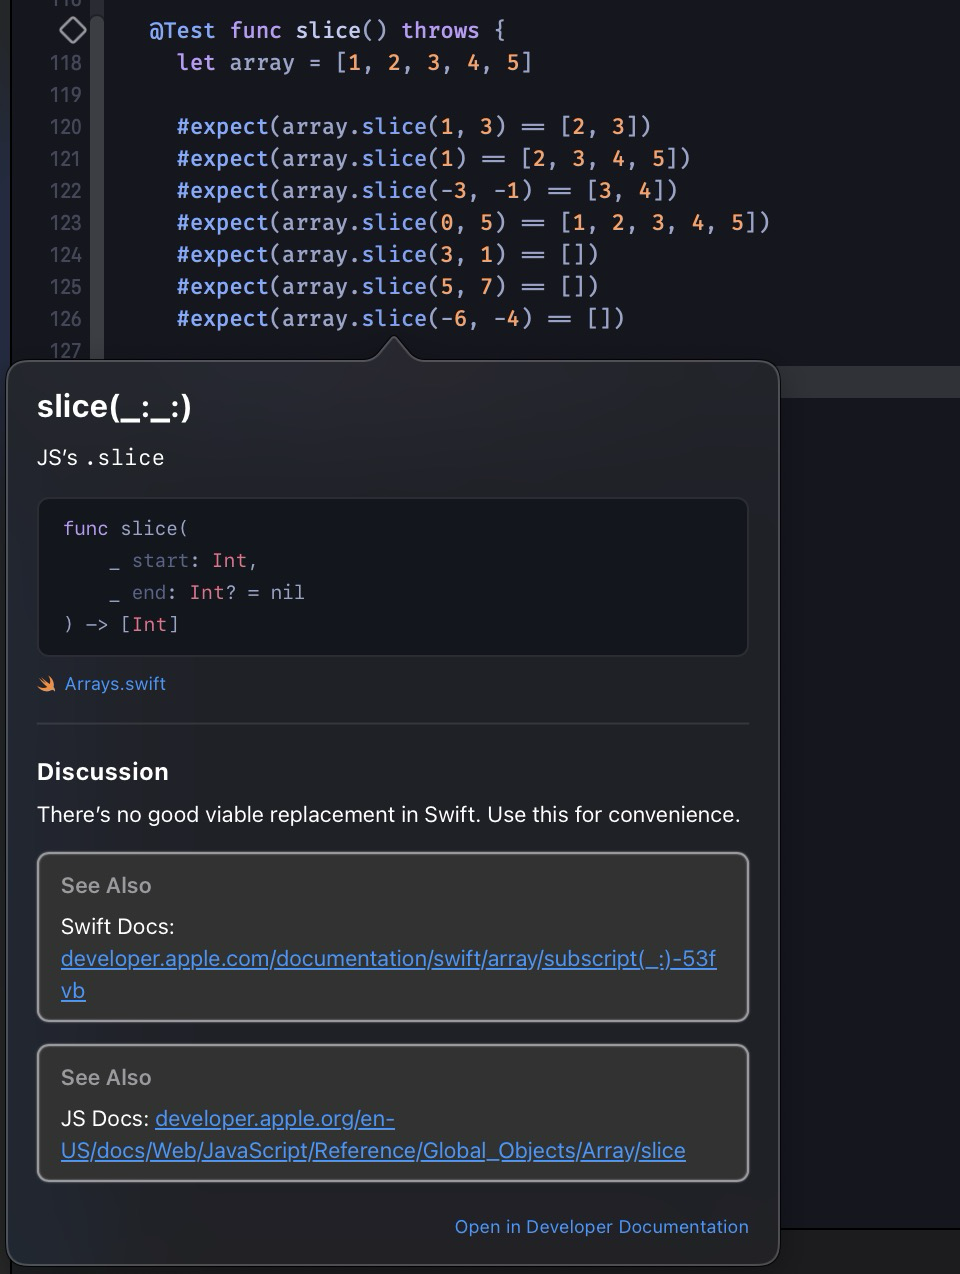 116
@Test func slice() throws {
118 let array = [1, 2, 3, 4, 5]
119
120 #expect(array.slice(1, 3) == [2, 3])
121 #expect(array.slice(1) == [2, 3, 4, 5])
122 #expect(array.slice(-3, -1) == [3, 4])
123 #expect(array.slice(0, 5) == [1, 2, 3, 4, 5])
124 #expect(array.slice(3, 1) == [])
125 #expect(array.slice(5, 7) == [])
126 #expect(array.slice(-6, -4) == [])
127
slice(_:_:)
JS’s .slice
func slice(
_ start: Int,
_ end: Int? = nil
) -> [Int]
Arrays.swift
Discussion
There’s no good viable replacement in Swift. Use this for convenience.
See Also
Swift Docs:
developer.apple.com/documentation/swift/array/subscript(_:)-53f
vb
See Also
JS Docs: developer.apple.org/en-
US/docs/Web/JavaScript/Reference/Global_Objects/Array/slice
Open in Developer Documentation